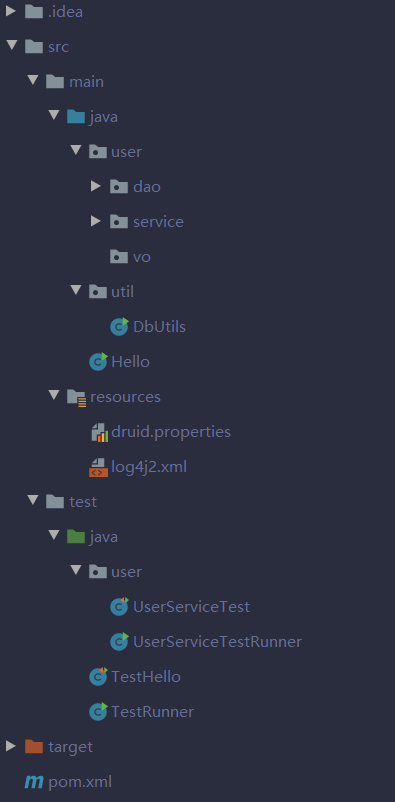 .idea
src
main
java
user
dao
service
vo
util
DbUtils
Hello
resources
druid.properties
log4j2.xml
test
java
user
UserServiceTest
UserServiceTestRunner
TestHello
TestRunner
target
pom.xml